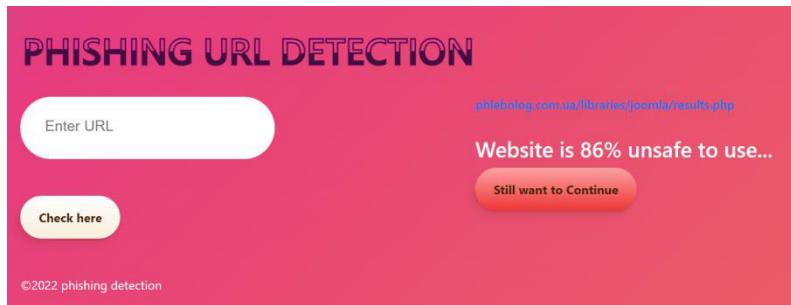 PHISHING URL DETECTION
Enter URL
Check here
phlebolog.com.ua/libraries/joomla/results.php
Website is 86% unsafe to use...
Still want to Continue
©2022 phishing detection